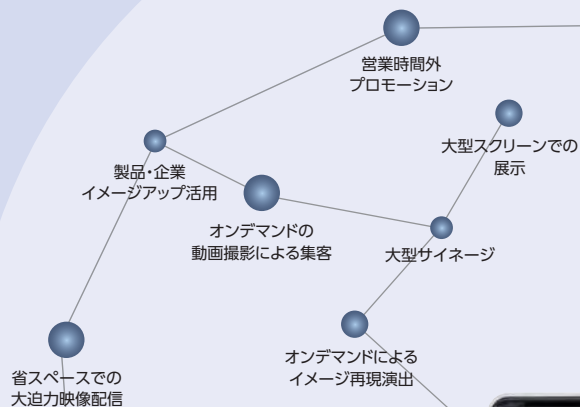 営業時間外
プロモーション
大型スクリーンでの
展示
製品・企業
イメージアップ活用
オンデマンドの
動画撮影による集客
大型サイネージ
オンデマンドによる
イメージ再現演出
省スペースでの
大迫力映像配信